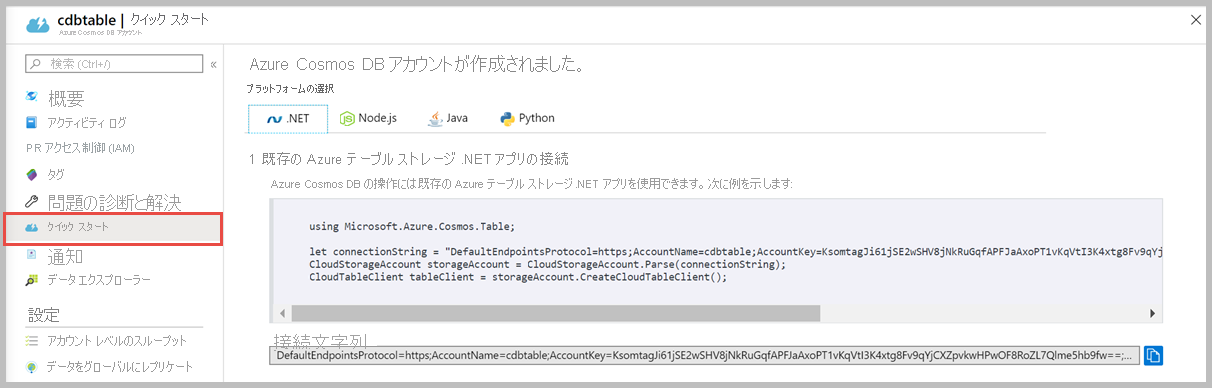 cdbtable | クイック スタート
Azure Cosmos DB アカウント
検索 (Ctrl+/)
概要
アクティビティ ログ
PR アクセス制御 (IAM)
タグ
問題の診断と解決
クイック スタート
通知
データ エクスプローラー
設定
アカウント レベルのスループット
データをグローバルにレプリケート
Azure Cosmos DB アカウントが作成されました。
プラットフォームの選択
.NET Node.js Java Python
1 既存の Azure テーブル ストレージ .NET アプリの接続
Azure Cosmos DB の操作には既存の Azure テーブル ストレージ .NET アプリを使用できます。次に例を示します:
using Microsoft.Azure.Cosmos.Table;
let connectionString = "DefaultEndpointsProtocol=https;AccountName=cdbtable;AccountKey=KsomtagJi61jSE2wSHV8jNkRuGqfAPFJaAxoPT1vKqVtI3K4xtg8Fv9qYj
CloudStorageAccount storageAccount = CloudStorageAccount.Parse(connectionString);
CloudTableClient tableClient = storageAccount.CreateCloudTableClient();
接続文字列
DefaultEndpointsProtocol=https;AccountName=cdbtable;AccountKey=KsomtagJi61jSE2wSHV8jNkRuGqfAPFJaAxoPT1vKqVtI3K4xtg8Fv9qYjCXZpvkwHPwOF8RoZL7Qlme5hb9fw==;...